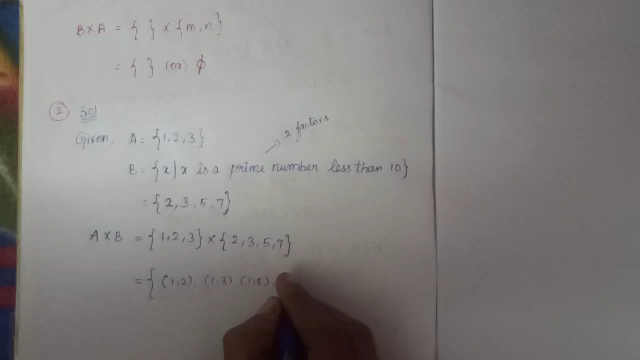 B×A = { } × {m,n}
= { } (or) ϕ
② Sol
Given, A = {1,2,3}
→ 2 factors
B = {x/x is a prime number less than 10}
= {2,3,5,7}
A×B = {1,2,3} × {2,3,5,7}
= { (1,2), (1,3) (1,5)